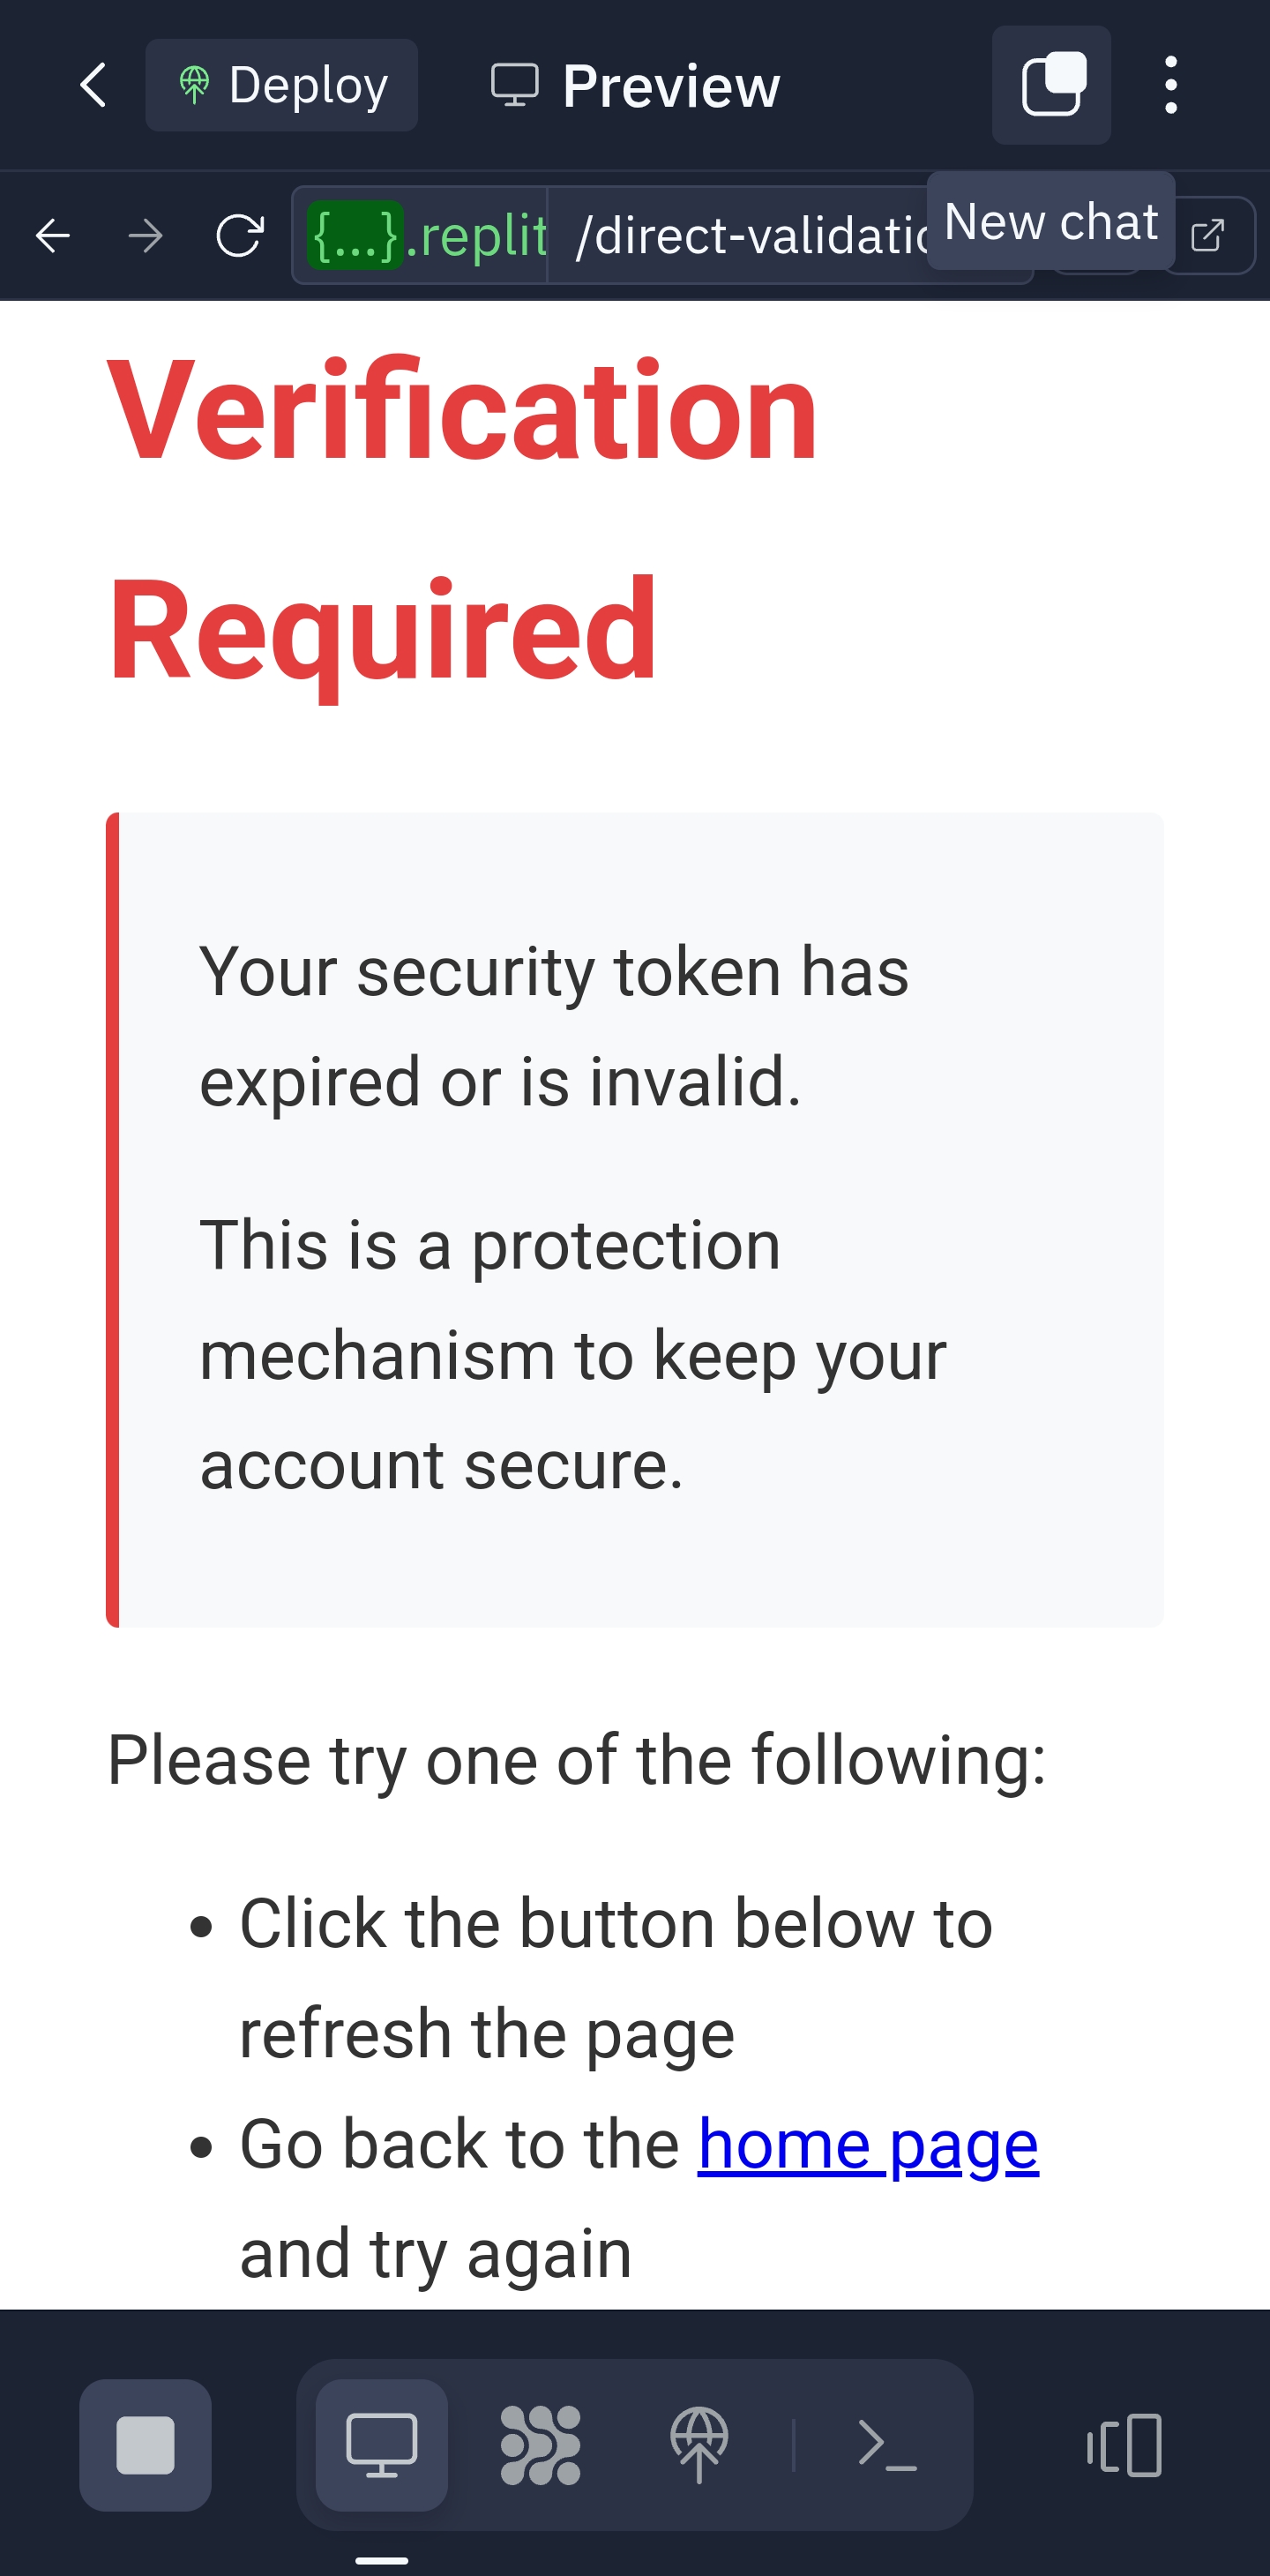 Deploy
Preview
{...}.replit
/direct-validatio
New chat
Verification
Required
Your security token has
expired or is invalid.
This is a protection
mechanism to keep your
account secure.
Please try one of the following:
• Click the button below to
refresh the page
• Go back to the home page
and try again